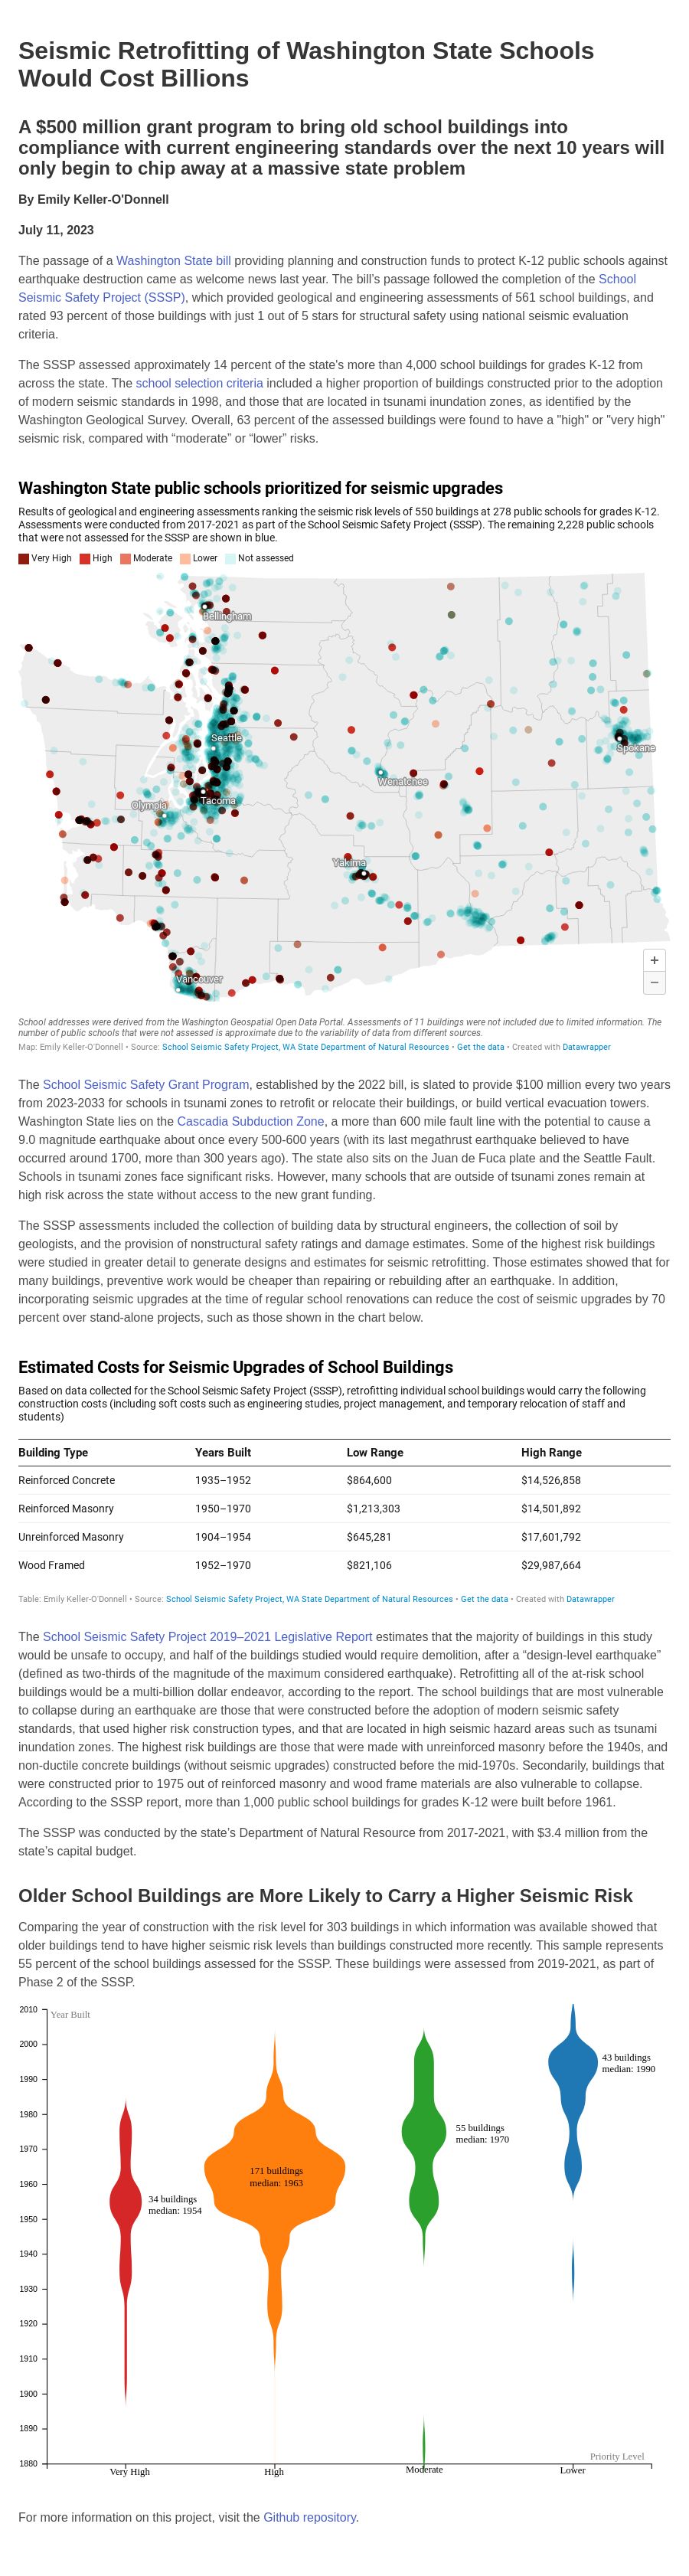 Seismic Retrofitting of Washington State Schools
Would Cost Billions
A $500 million grant program to bring old school buildings into
compliance with current engineering standards over the next 10 years will
only begin to chip away at a massive state problem
By Emily Keller-O'Donnell
July 11, 2023
The passage of a Washington State bill providing planning and construction funds to protect K-12 public schools against
earthquake destruction came as welcome news last year. The bill's passage followed the completion of the School
Seismic Safety Project (SSSP), which provided geological and engineering assessments of 561 school buildings, and
rated 93 percent of those buildings with just 1 out of 5 stars for structural safety using national seismic evaluation
criteria.
The SSSP assessed approximately 14 percent of the state's more than 4,000 school buildings for grades K-12 from
across the state. The school selection criteria included a higher proportion of buildings constructed prior to the adoption
of modern seismic standards in 1998, and those that are located in tsunami inundation zones, as identified by the
Washington Geological Survey. Overall, 63 percent of the assessed buildings were found to have a "high" or "very high"
seismic risk, compared with “moderate” or “lower” risks.
Washington State public schools prioritized for seismic upgrades
Results of geological and engineering assessments ranking the seismic risk levels of 550 buildings at 278 public schools for grades K-12.
Assessments were conducted from 2017-2021 as part of the School Seismic Safety Project (SSSP). The remaining 2,228 public schools
that were not assessed for the SSSP are shown in blue.
Very High High Moderate Lower Not assessed
Bellingham
Seattle
Spokane
Wenatchee
Tacoma
Olympia
Yakima
Vancouver
+
−
School addresses were derived from the Washington Geospatial Open Data Portal. Assessments of 11 buildings were not included due to limited information. The
number of public schools that were not assessed is approximate due to the variability of data from different sources.
Map: Emily Keller-O'Donnell • Source: School Seismic Safety Project, WA State Department of Natural Resources • Get the data • Created with Datawrapper
The School Seismic Safety Grant Program, established by the 2022 bill, is slated to provide $100 million every two years
from 2023-2033 for schools in tsunami zones to retrofit or relocate their buildings, or build vertical evacuation towers.
Washington State lies on the Cascadia Subduction Zone, a more than 600 mile fault line with the potential to cause a
9.0 magnitude earthquake about once every 500-600 years (with its last megathrust earthquake believed to have
occurred around 1700, more than 300 years ago). The state also sits on the Juan de Fuca plate and the Seattle Fault.
Schools in tsunami zones face significant risks. However, many schools that are outside of tsunami zones remain at
high risk across the state without access to the new grant funding.
The SSSP assessments included the collection of building data by structural engineers, the collection of soil by
geologists, and the provision of nonstructural safety ratings and damage estimates. Some of the highest risk buildings
were studied in greater detail to generate designs and estimates for seismic retrofitting. Those estimates showed that for
many buildings, preventive work would be cheaper than repairing or rebuilding after an earthquake. In addition,
incorporating seismic upgrades at the time of regular school renovations can reduce the cost of seismic upgrades by 70
percent over stand-alone projects, such as those shown in the chart below.
Estimated Costs for Seismic Upgrades of School Buildings
Based on data collected for the School Seismic Safety Project (SSSP), retrofitting individual school buildings would carry the following
construction costs (including soft costs such as engineering studies, project management, and temporary relocation of staff and
students)
Building Type Years Built Low Range High Range
Reinforced Concrete 1935–1952 $864,600 $14,526,858
Reinforced Masonry 1950–1970 $1,213,303 $14,501,892
Unreinforced Masonry 1904–1954 $645,281 $17,601,792
Wood Framed 1952–1970 $821,106 $29,987,664
Table: Emily Keller-O'Donnell • Source: School Seismic Safety Project, WA State Department of Natural Resources • Get the data • Created with Datawrapper
The School Seismic Safety Project 2019–2021 Legislative Report estimates that the majority of buildings in this study
would be unsafe to occupy, and half of the buildings studied would require demolition, after a “design-level earthquake”
(defined as two-thirds of the magnitude of the maximum considered earthquake). Retrofitting all of the at-risk school
buildings would be a multi-billion dollar endeavor, according to the report. The school buildings that are most vulnerable
to collapse during an earthquake are those that were constructed before the adoption of modern seismic safety
standards, that used higher risk construction types, and that are located in high seismic hazard areas such as tsunami
inundation zones. The highest risk buildings are those that were made with unreinforced masonry before the 1940s, and
non-ductile concrete buildings (without seismic upgrades) constructed before the mid-1970s. Secondarily, buildings that
were constructed prior to 1975 out of reinforced masonry and wood frame materials are also vulnerable to collapse.
According to the SSSP report, more than 1,000 public school buildings for grades K-12 were built before 1961.
The SSSP was conducted by the state's Department of Natural Resource from 2017-2021, with $3.4 million from the
state's capital budget.
Older School Buildings are More Likely to Carry a Higher Seismic Risk
Comparing the year of construction with the risk level for 303 buildings in which information was available showed that
older buildings tend to have higher seismic risk levels than buildings constructed more recently. This sample represents
55 percent of the school buildings assessed for the SSSP. These buildings were assessed from 2019-2021, as part of
Phase 2 of the SSSP.
2010
Year Built
2000
1990
1980
1970
1960
1950
1940
1930
1920
1910
1900
1890
1880
43 buildings
median: 1990
55 buildings
median: 1970
171 buildings
median: 1963
34 buildings
median: 1954
Priority Level
Very High High Moderate Lower
For more information on this project, visit the Github repository.